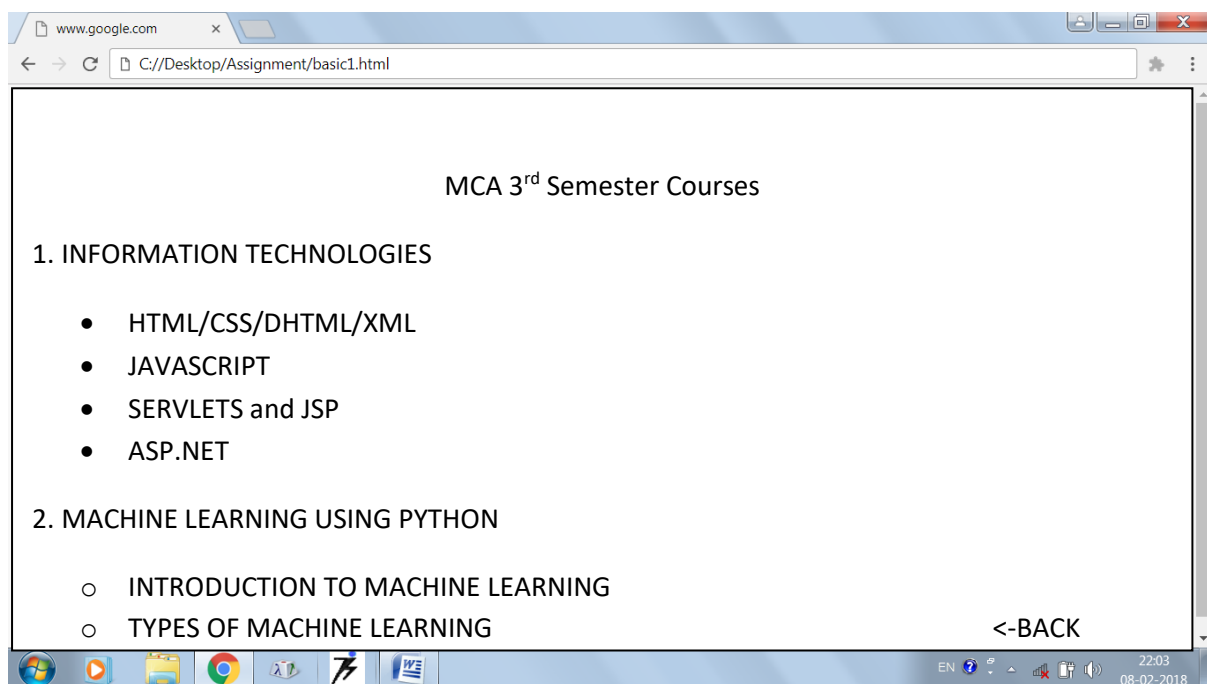 www.google.com
C://Desktop/Assignment/basic1.html
MCA 3rd Semester Courses
1. INFORMATION TECHNOLOGIES
• HTML/CSS/DHTML/XML
• JAVASCRIPT
• SERVLETS and JSP
• ASP.NET
2. MACHINE LEARNING USING PYTHON
o INTRODUCTION TO MACHINE LEARNING
o TYPES OF MACHINE LEARNING <-BACK
EN 22:03
08-02-2018